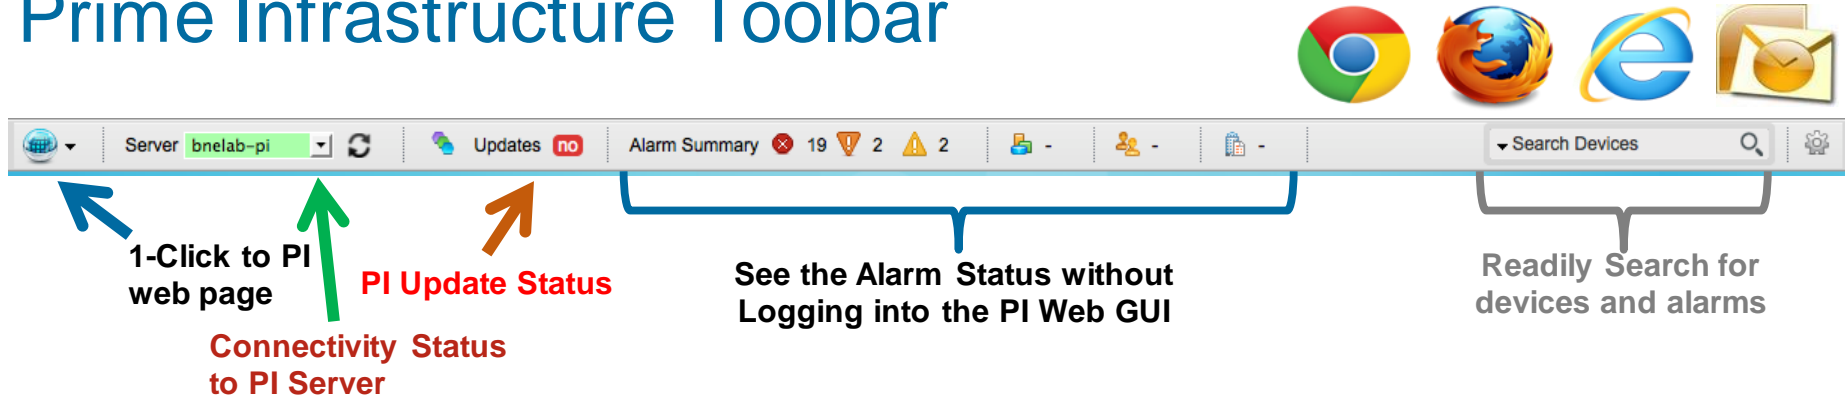 Prime Infrastructure Toolbar
Server bnelab-pi Updates no Alarm Summary 19 2 2 - - - Search Devices
1-Click to PI
web page
PI Update Status
Connectivity Status
to PI Server
See the Alarm Status without
Logging into the PI Web GUI
Readily Search for
devices and alarms